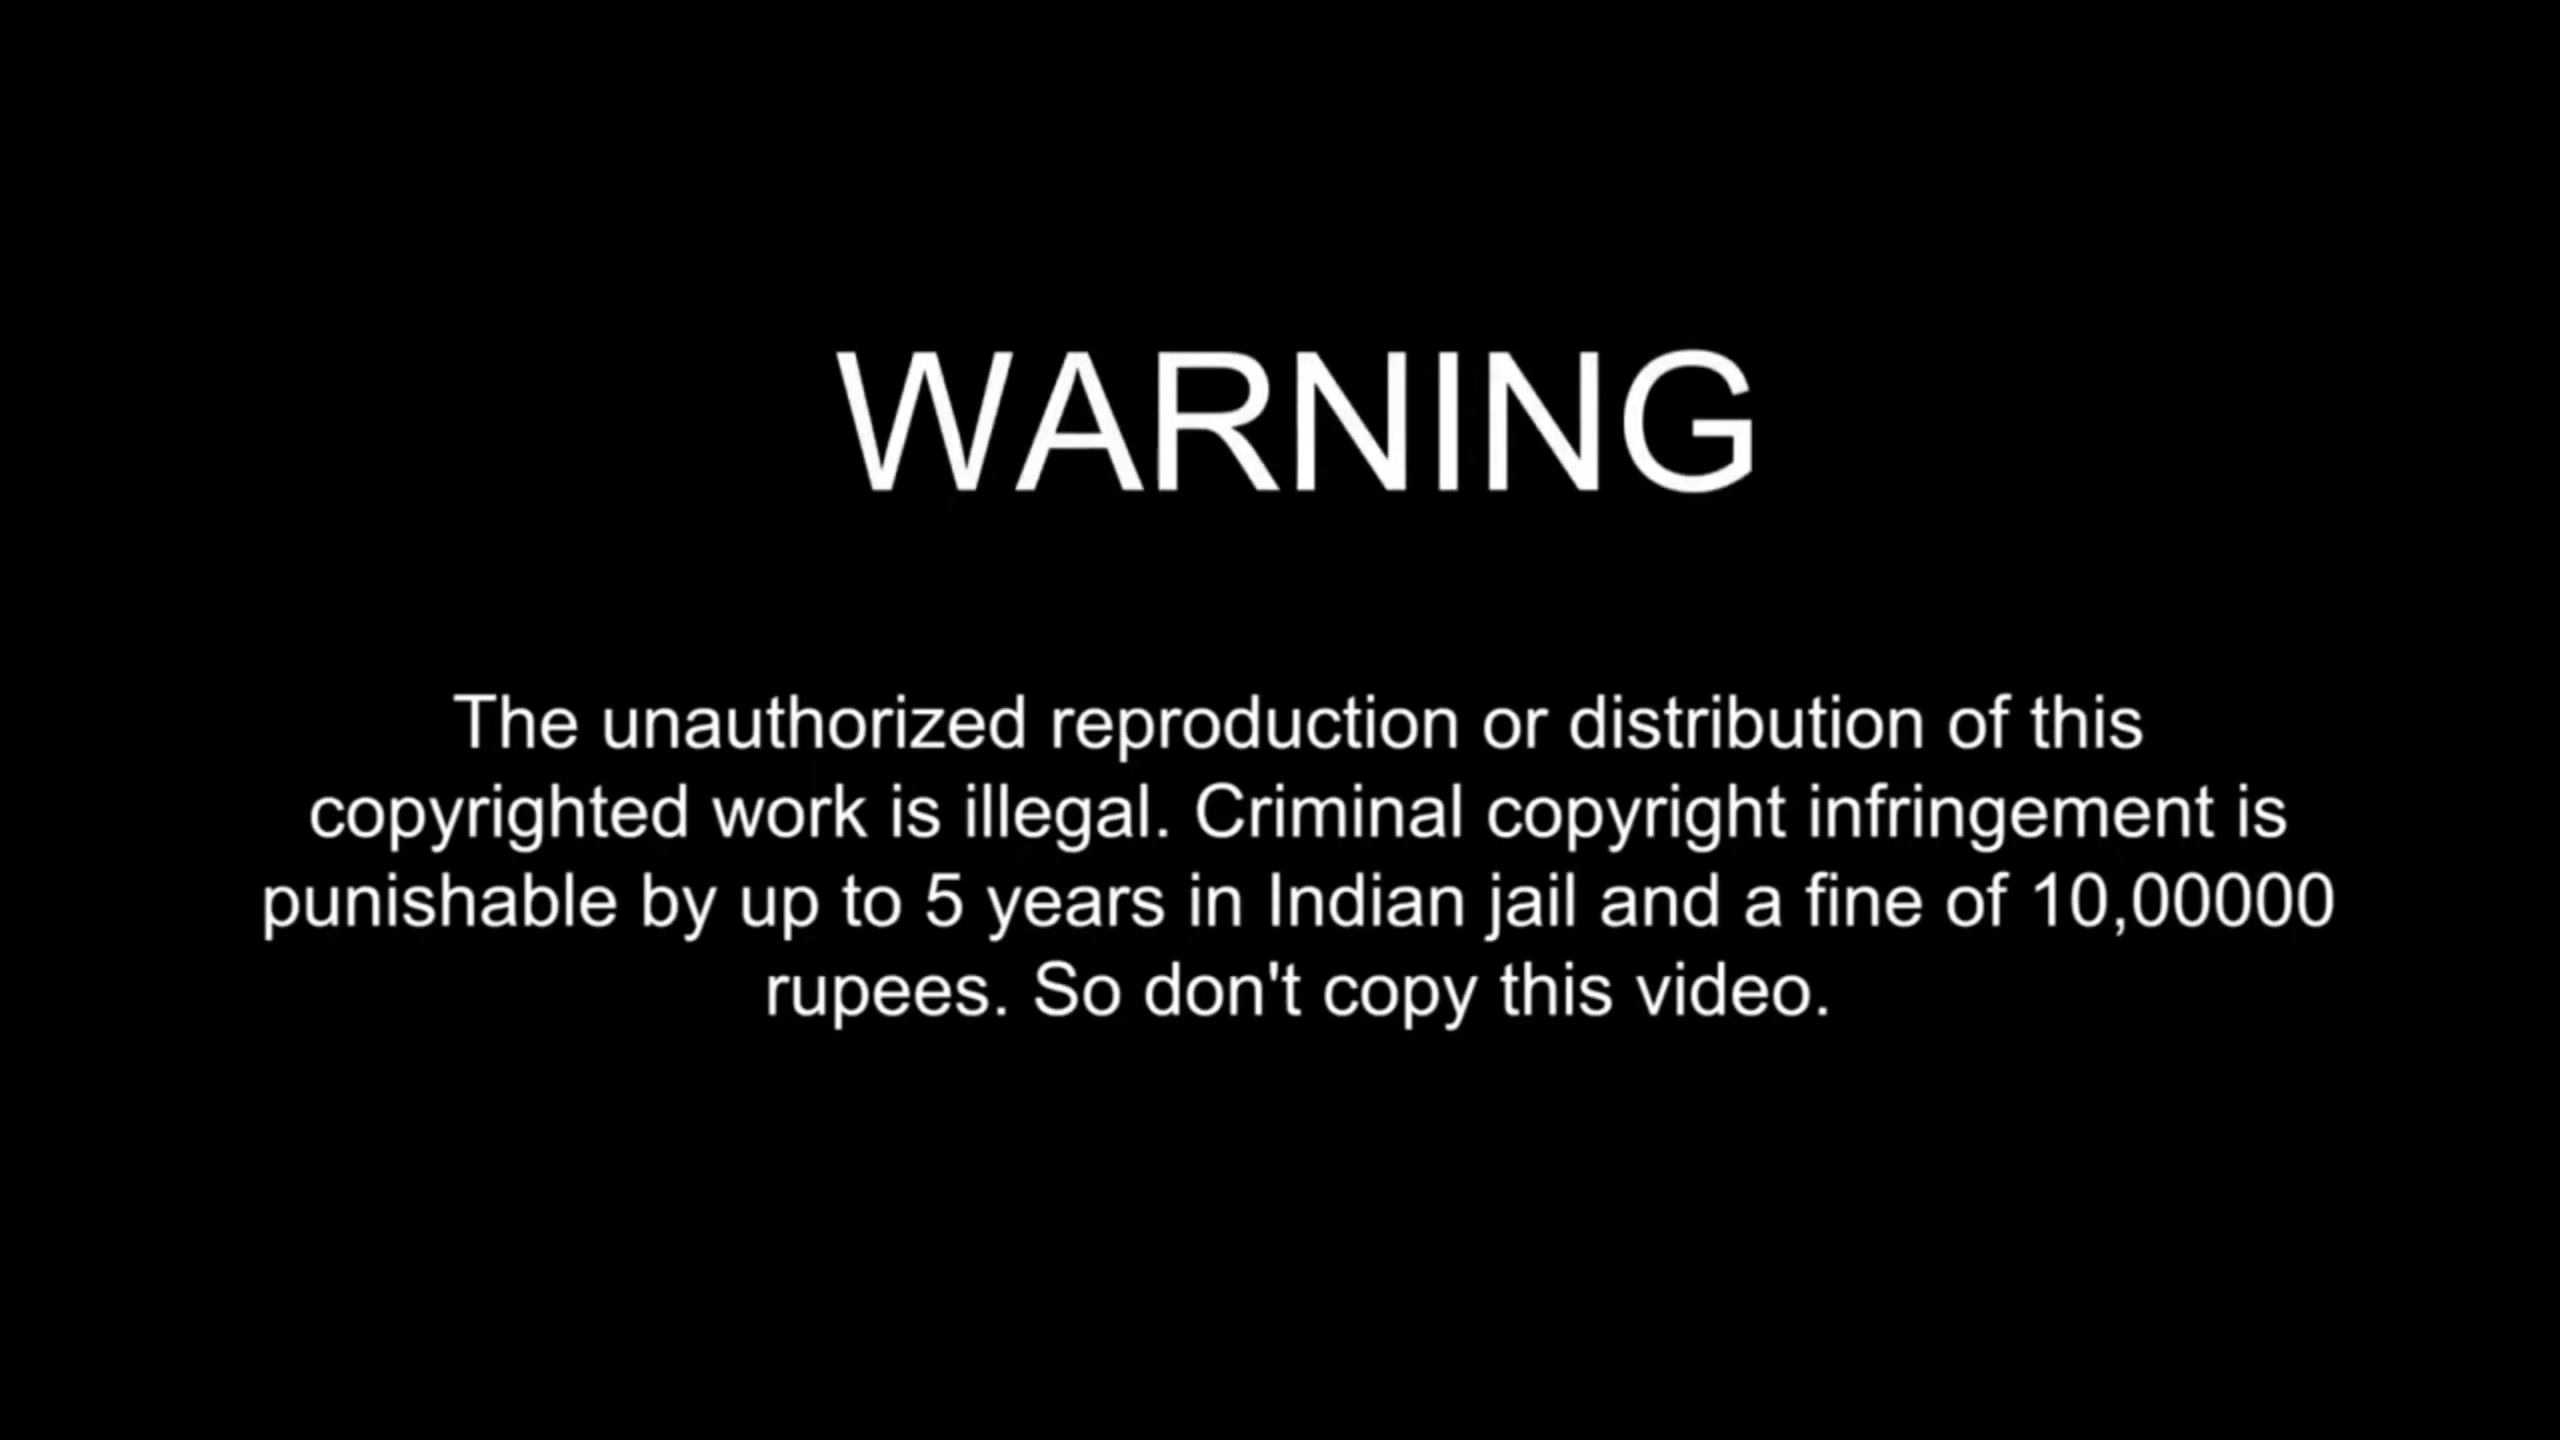 WARNING
The unauthorized reproduction or distribution of this
copyrighted work is illegal. Criminal copyright infringement is
punishable by up to 5 years in Indian jail and a fine of 10,00000
rupees. So don't copy this video.